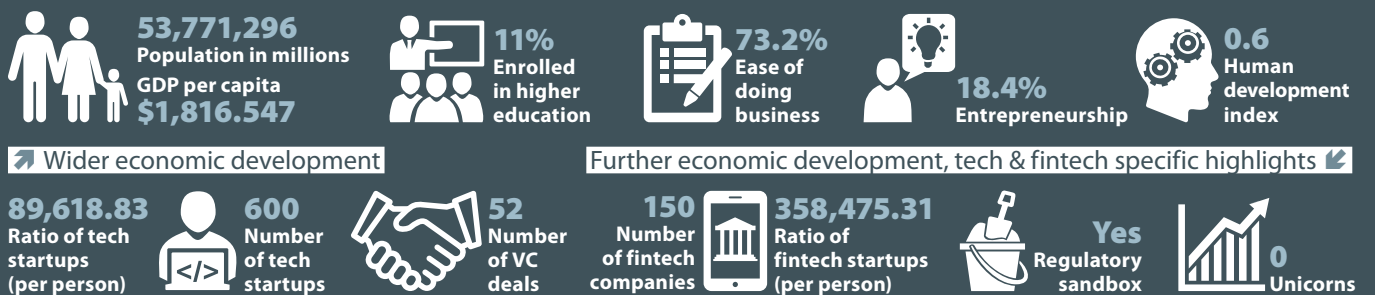 53,771,296
Population in millions
GDP per capita
$1,816.547
11%
Enrolled
in higher
education
73.2%
Ease of
doing
business
18.4%
Entrepreneurship
0.6
Human
development
index
Wider economic development
Further economic development, tech & fintech specific highlights
89,618.83
Ratio of tech
startups
(per person)
</>
600
Number
of tech
startups
52
Number
of VC
deals
150
Number
of fintech
companies
358,475.31
Ratio of
fintech startups
(per person)
Yes
Regulatory
sandbox
0
Unicorns